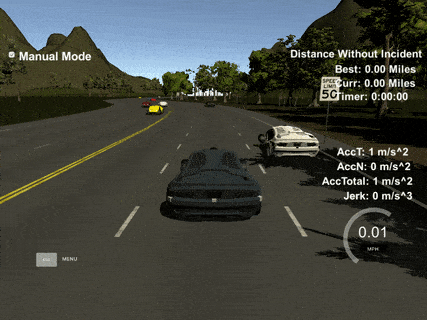 Manual Mode
Distance Without Incident
Best: 0.00 Miles
Curr: 0.00 Miles
Timer: 0:00:00
SPEED
LIMIT
50
AccT: 1 m/s^2
AccN: 0 m/s^2
AccTotal: 1 m/s^2
Jerk: 0 m/s^3
0.01
MPH
MENU